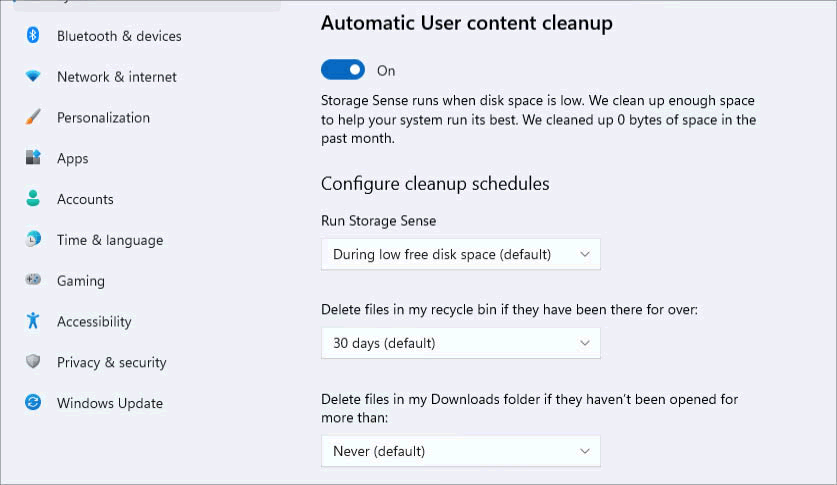 Automatic User content cleanup
Bluetooth & devices
Network & internet
On
Storage Sense runs when disk space is low. We clean up enough space
to help your system run its best. We cleaned up 0 bytes of space in the
past month.
Personalization
Apps
Configure cleanup schedules
Accounts
Run Storage Sense
Time & language
During low free disk space (default)
Gaming
Delete files in my recycle bin if they have been there for over:
Accessibility
30 days (default)
Privacy & security
Windows Update
Delete files in my Downloads folder if they haven't been opened for
more than:
Never (default)